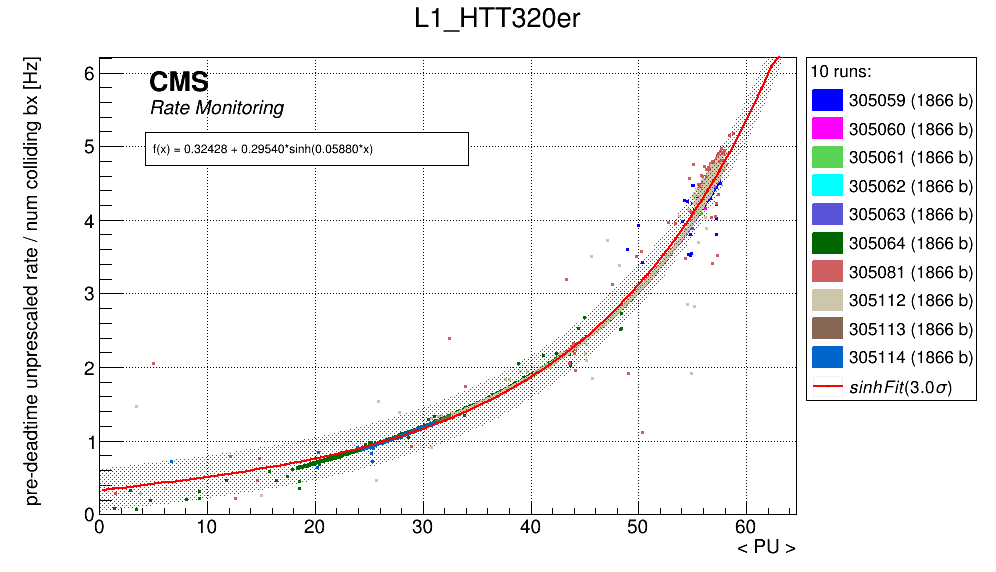 L1_HTT320er
pre-deadtime unprescaled rate / num colliding bx [Hz]
CMS
Rate Monitoring
f(x) = 0.32428 + 0.29540*sinh(0.05880*x)
6
5
4
3
2
1
0
0 10 20 30 40 50 60
< PU >
10 runs:
305059 (1866 b)
305060 (1866 b)
305061 (1866 b)
305062 (1866 b)
305063 (1866 b)
305064 (1866 b)
305081 (1866 b)
305112 (1866 b)
305113 (1866 b)
305114 (1866 b)
sinhFit(3.0σ)